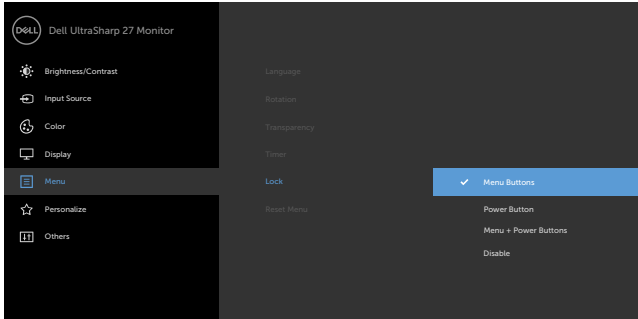 DELL
Dell UltraSharp 27 Monitor
Brightness/Contrast
Input Source
Color
Display
Menu
Personalize
Others
Language
Rotation
Transparency
Timer
Lock
Reset Menu
Menu Buttons
Power Button
Menu + Power Buttons
Disable